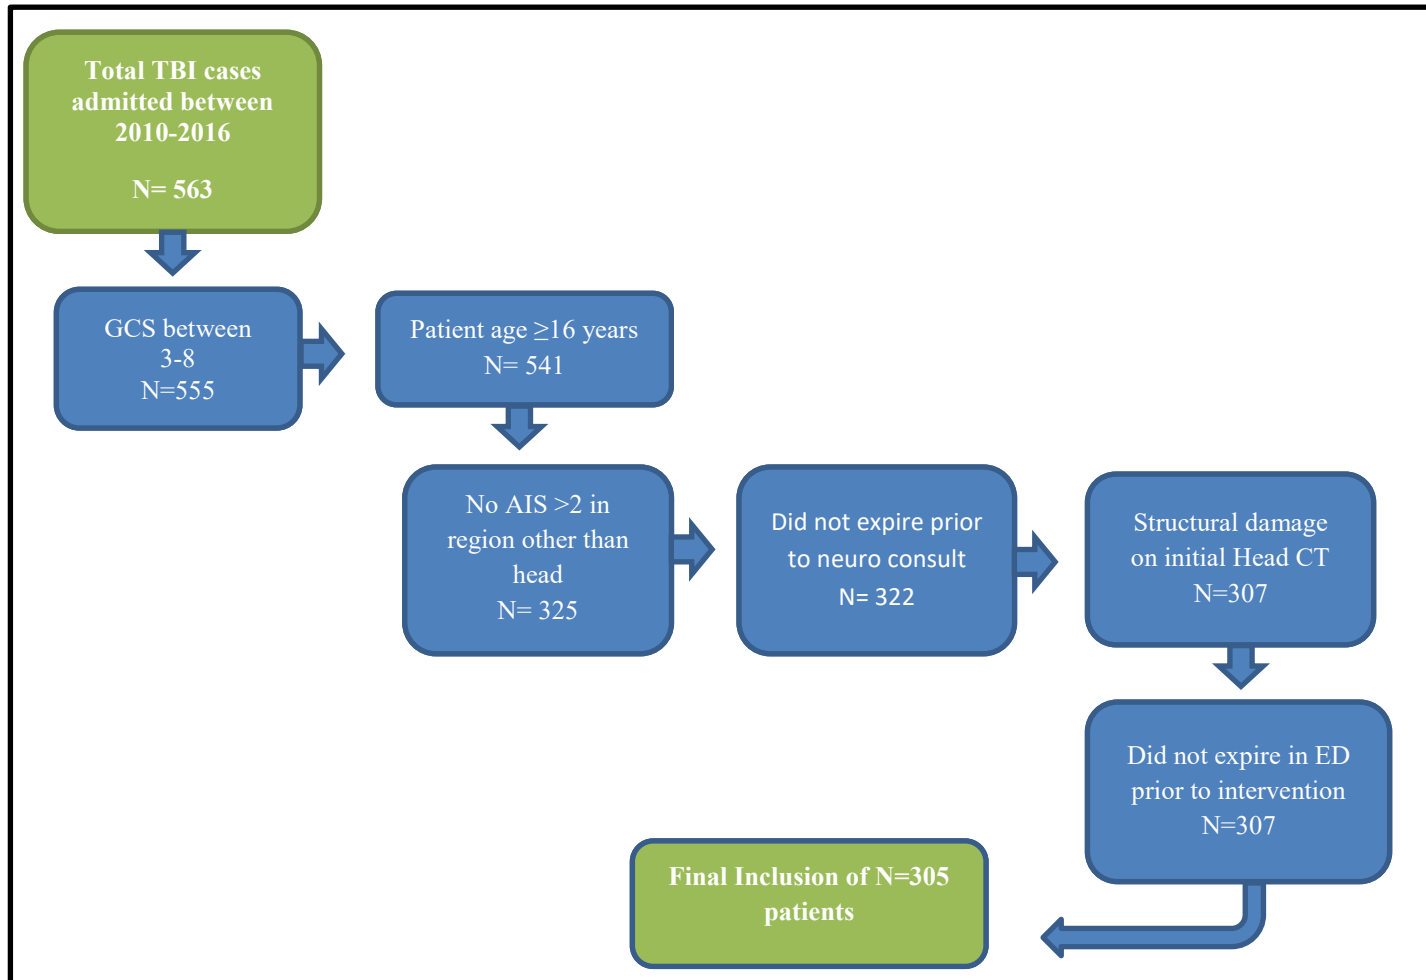 Total TBI cases
admitted between
2010-2016
N= 563
GCS between
3-8
N=555
Patient age ≥16 years
N= 541
No AIS >2 in
region other than
head
N= 325
Did not expire prior
to neuro consult
N= 322
Structural damage
on initial Head CT
N=307
Did not expire in ED
prior to intervention
N=307
Final Inclusion of N=305
patients